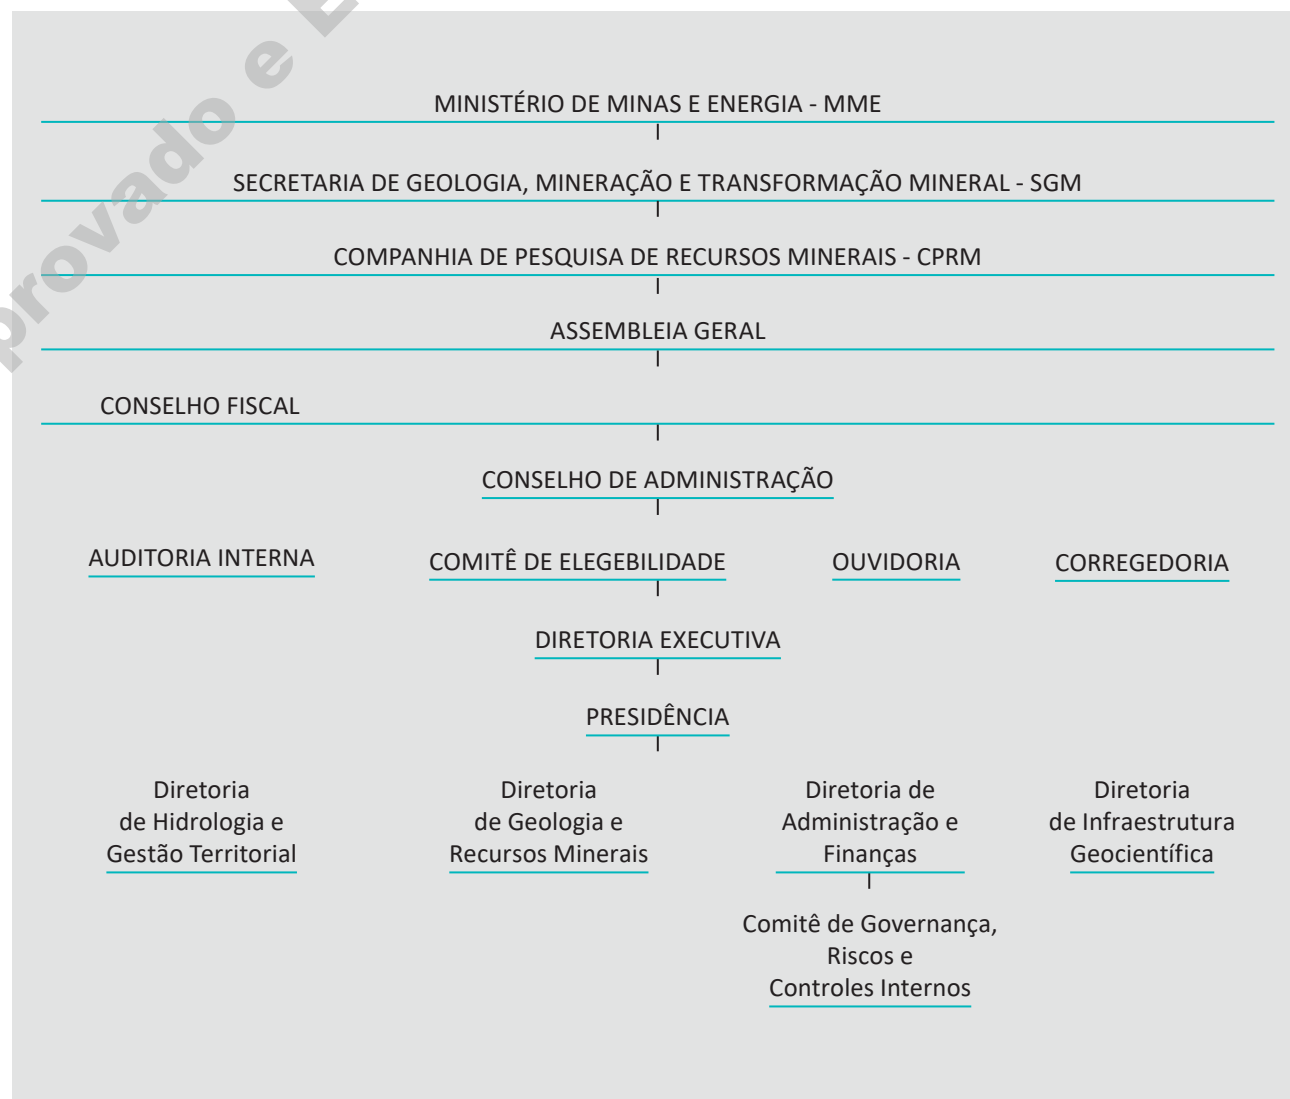 provado e
MINISTÉRIO DE MINAS E ENERGIA - MME
SECRETARIA DE GEOLOGIA, MINERAÇÃO E TRANSFORMAÇÃO MINERAL - SGM
COMPANHIA DE PESQUISA DE RECURSOS MINERAIS - CPRM
ASSEMBLEIA GERAL
CONSELHO FISCAL
CONSELHO DE ADMINISTRAÇÃO
AUDITORIA INTERNA COMITÊ DE ELEGEBILIDADE OUVIDORIA CORREGEDORIA
DIRETORIA EXECUTIVA
PRESIDÊNCIA
Diretoria
de Hidrologia e
Gestão Territorial
Diretoria
de Geologia e
Recursos Minerais
Diretoria de
Administração e
Finanças
Diretoria
de Infraestrutura
Geocientífica
Comitê de Governança,
Riscos e
Controles Internos